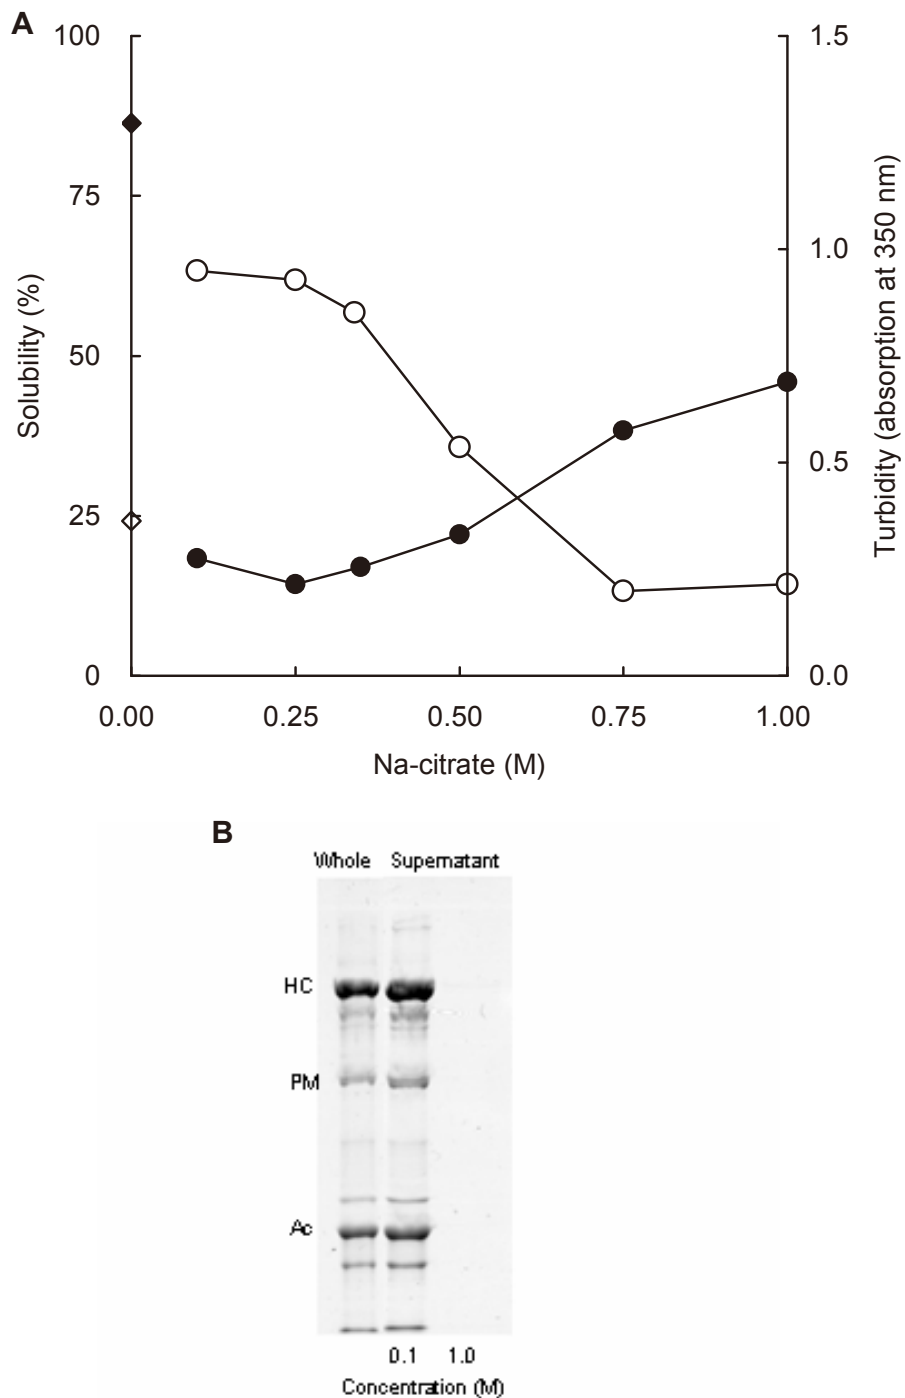 A
100
75
50
25
0
Solubility (%)
1.5
1.0
0.5
0.0
Turbidity (absorption at 350 nm)
0.00 0.25 0.50 0.75 1.00
Na-citrate (M)
B
Whole Supernatant
HC
PM
Ac
0.1 1.0
Concentration (M)